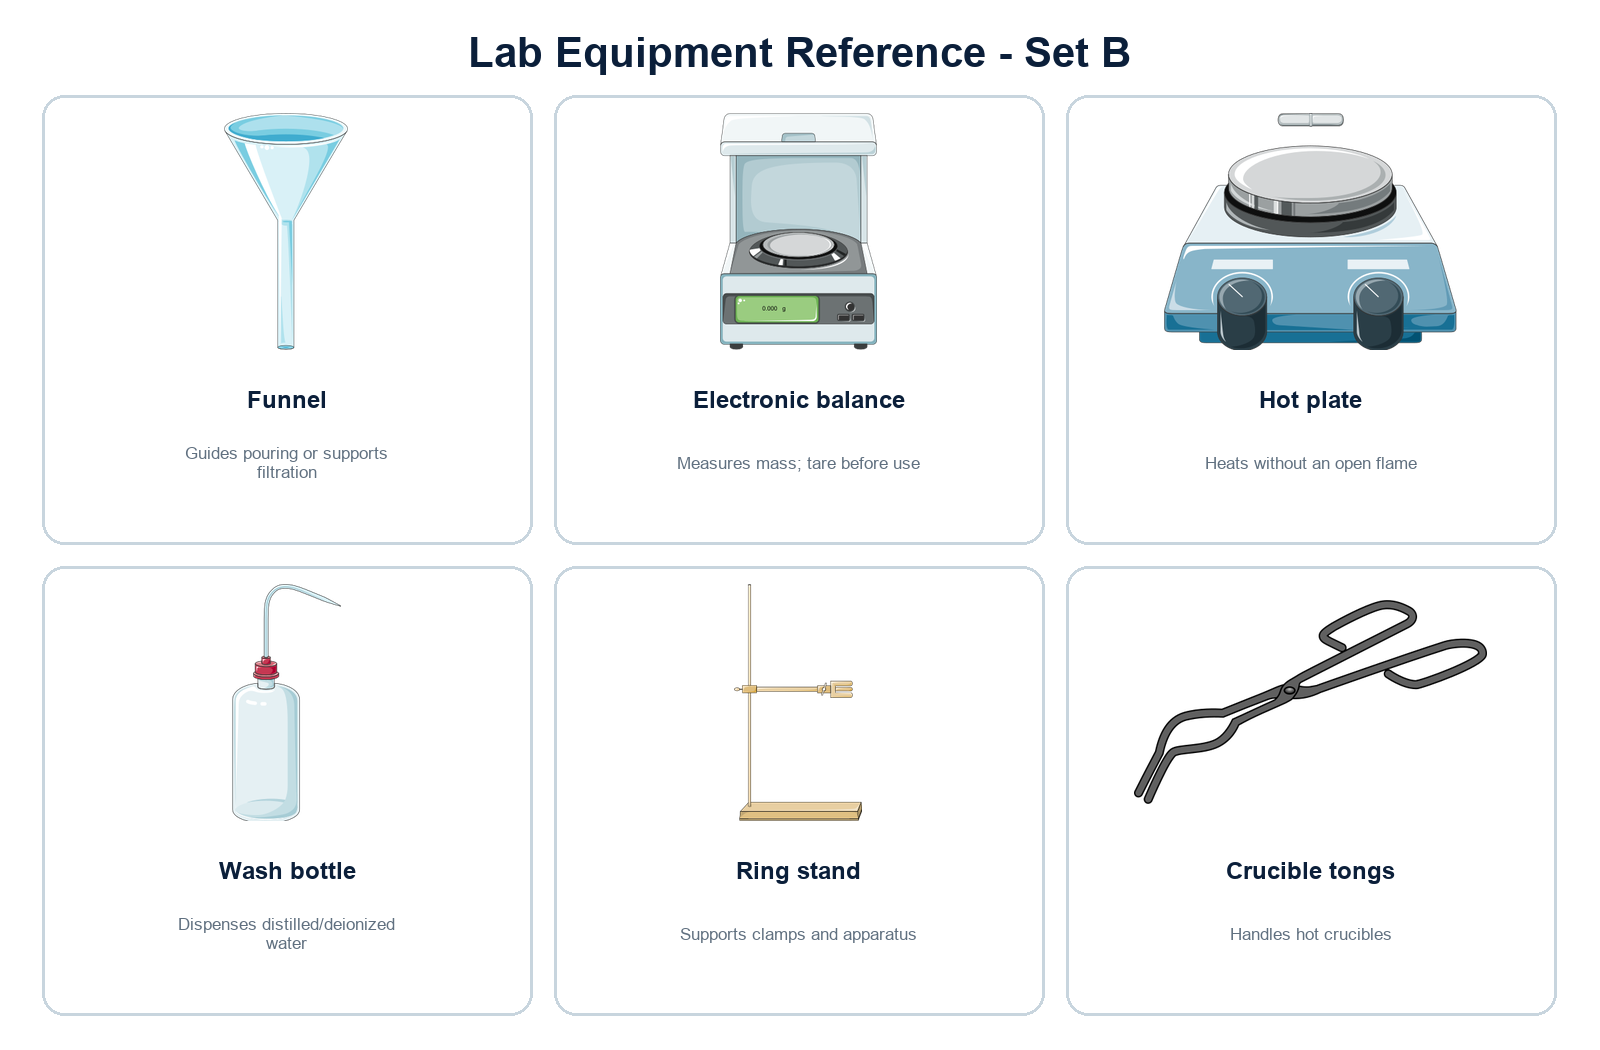 Lab Equipment Reference - Set B
0.000 g
Funnel
Electronic balance
Hot plate
Guides pouring or supports
filtration
Measures mass; tare before use
Heats without an open flame
Wash bottle
Ring stand
Crucible tongs
Dispenses distilled/deionized
water
Supports clamps and apparatus
Handles hot crucibles